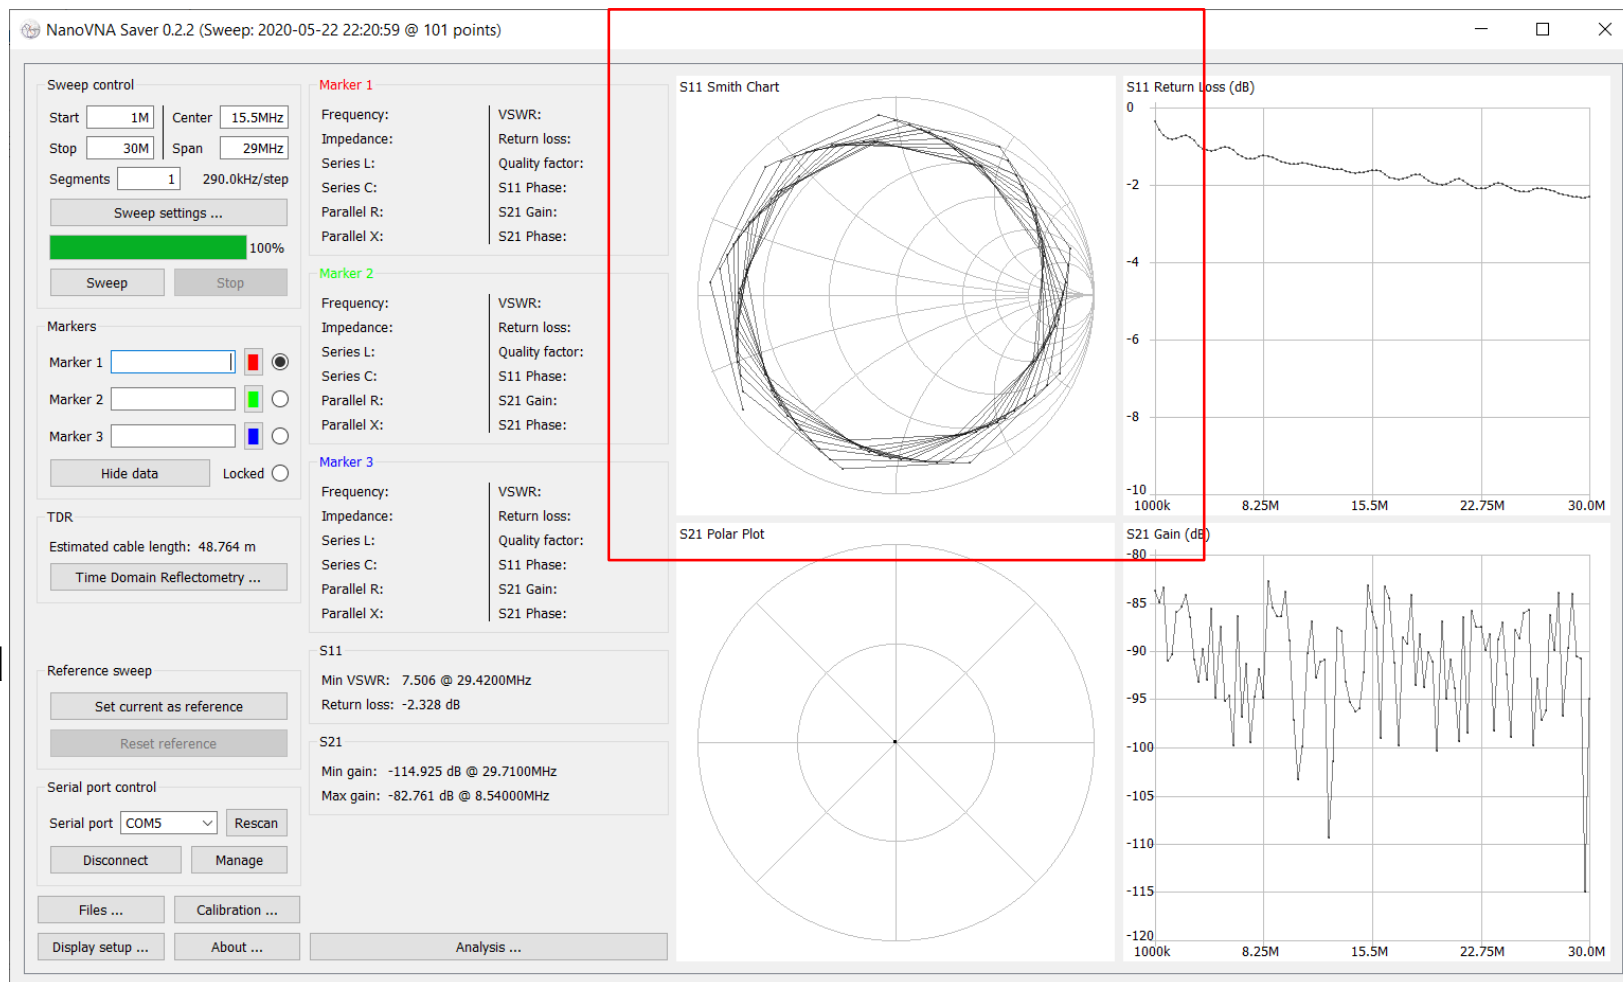 NanoVNA Saver 0.2.2 (Sweep: 2020-05-22 22:20:59 @ 101 points)
Sweep control
Start 1M Center 15.5MHz
Stop 30M Span 29MHz
Segments 1 290.0kHz/step
Sweep settings ...
100%
Sweep Stop
Markers
Marker 1
Marker 2
Marker 3
Hide data Locked
TDR
Estimated cable length: 48.764 m
Time Domain Reflectometry ...
Reference sweep
Set current as reference
Reset reference
Serial port control
Serial port COM5 Rescan
Disconnect Manage
Files ... Calibration ...
Display setup ... About ...
Marker 1
Frequency: VSWR:
Impedance: Return loss:
Series L: Quality factor:
Series C: S11 Phase:
Parallel R: S21 Gain:
Parallel X: S21 Phase:
Marker 2
Frequency: VSWR:
Impedance: Return loss:
Series L: Quality factor:
Series C: S11 Phase:
Parallel R: S21 Gain:
Parallel X: S21 Phase:
Marker 3
Frequency: VSWR:
Impedance: Return loss:
Series L: Quality factor:
Series C: S11 Phase:
Parallel R: S21 Gain:
Parallel X: S21 Phase:
S11
Min VSWR: 7.506 @ 29.4200MHz
Return loss: -2.328 dB
S21
Min gain: -114.925 dB @ 29.7100MHz
Max gain: -82.761 dB @ 8.54000MHz
Analysis ...
S11 Smith Chart
S11 Return Loss (dB)
0
-2
-4
-6
-8
-10
1000k 8.25M 15.5M 22.75M 30.0M
S21 Polar Plot
S21 Gain (dB)
-80
-85
-90
-95
-100
-105
-110
-115
-120
1000k 8.25M 15.5M 22.75M 30.0M